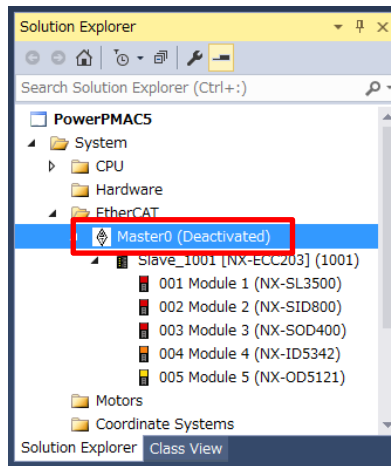 Solution Explorer
Search Solution Explorer (Ctrl+:)
PowerPMAC5
System
CPU
Hardware
EtherCAT
Master0 (Deactivated)
Slave_1001 [NX-ECC203] (1001)
001 Module 1 (NX-SL3500)
002 Module 2 (NX-SID800)
003 Module 3 (NX-SOD400)
004 Module 4 (NX-ID5342)
005 Module 5 (NX-OD5121)
Motors
Coordinate Systems
Solution Explorer Class View